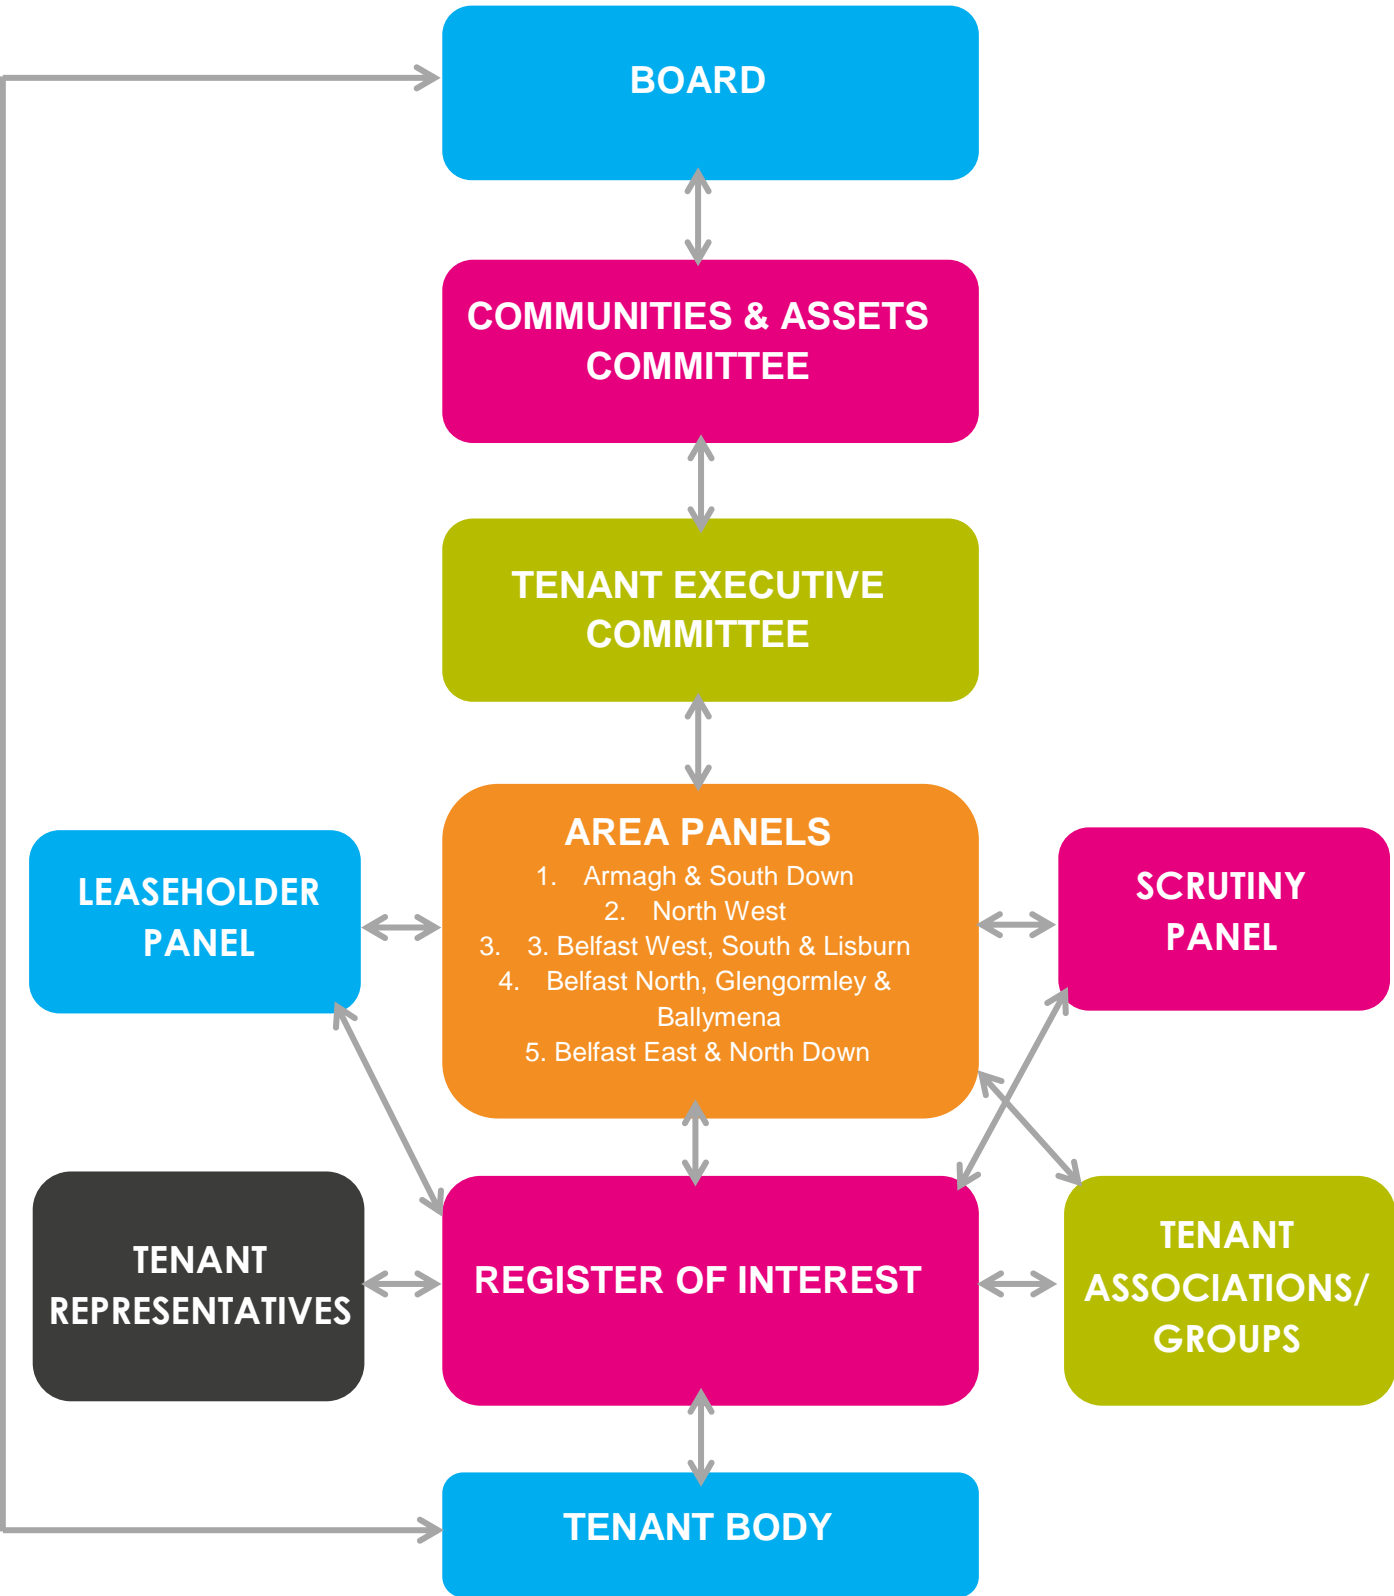 BOARD
COMMUNITIES & ASSETS
COMMITTEE
TENANT EXECUTIVE
COMMITTEE
AREA PANELS
1. Armagh & South Down
2. North West
3. 3. Belfast West, South & Lisburn
4. Belfast North, Glengormley &
Ballymena
5. Belfast East & North Down
LEASEHOLDER
PANEL
SCRUTINY
PANEL
TENANT
REPRESENTATIVES
REGISTER OF INTEREST
TENANT
ASSOCIATIONS/
GROUPS
TENANT BODY